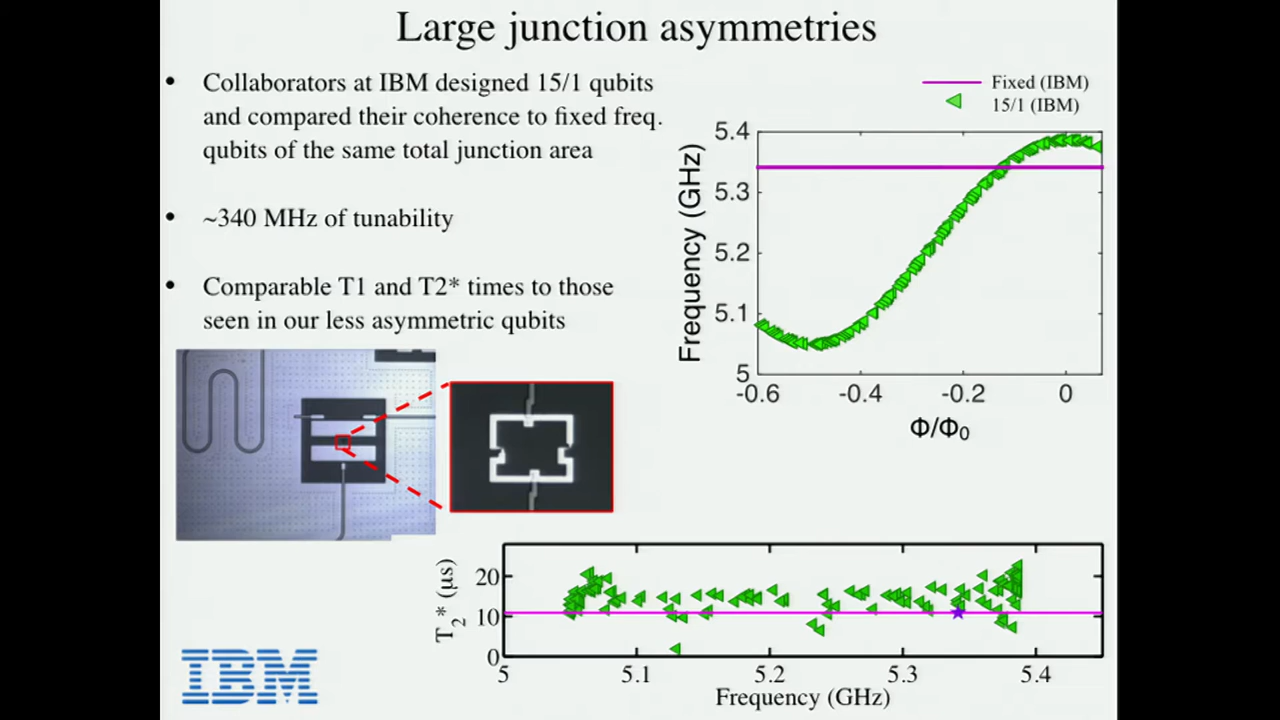 Large junction asymmetries
• Collaborators at IBM designed 15/1 qubits
and compared their coherence to fixed freq.
qubits of the same total junction area
• ~340 MHz of tunability
• Comparable T1 and T2* times to those
seen in our less asymmetric qubits
Fixed (IBM)
15/1 (IBM)
Frequency (GHz)
5.4
5.3
5.2
5.1
5
-0.6 -0.4 -0.2 0
Φ/Φ₀
T₂* (μs)
20
10
0
5 5.1 5.2 5.3 5.4
Frequency (GHz)
IBM